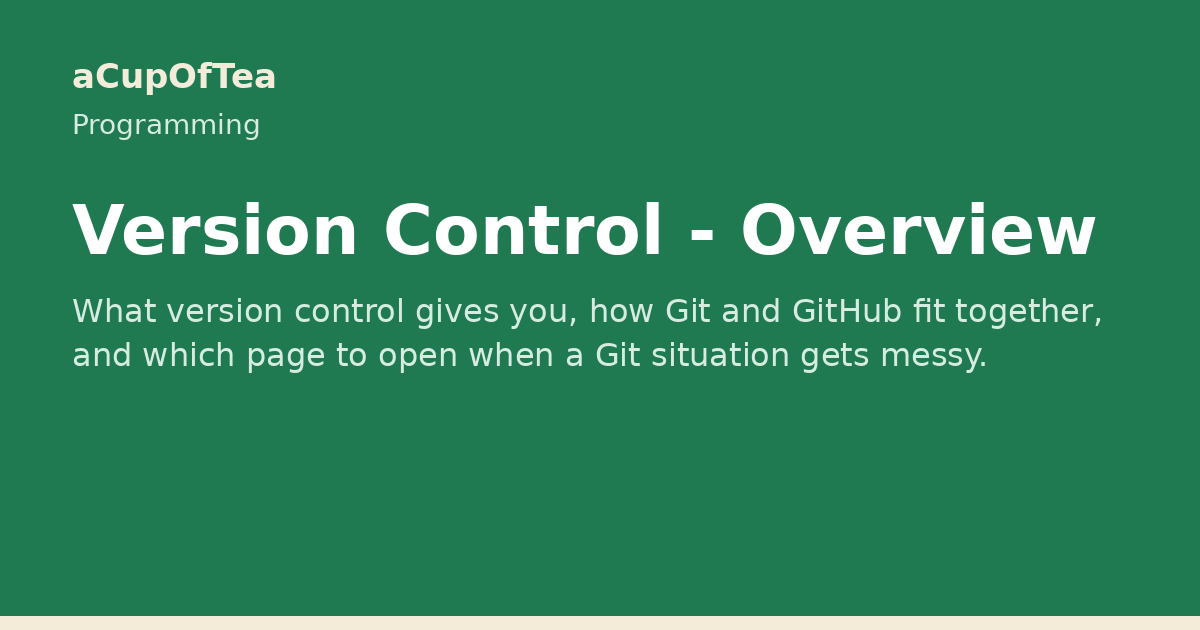 aCupOfTea
Programming
Version Control - Overview
What version control gives you, how Git and GitHub fit together,
and which page to open when a Git situation gets messy.